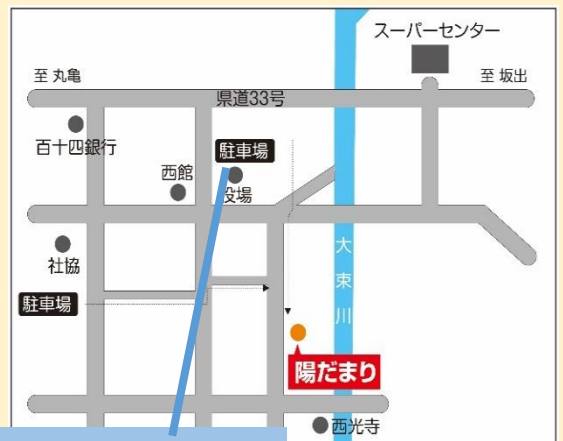 スーパーセンター
至 丸亀
至 坂出
県道33号
百十四銀行
駐車場
西館
役場
大束川
社協
駐車場
陽だまり
西光寺